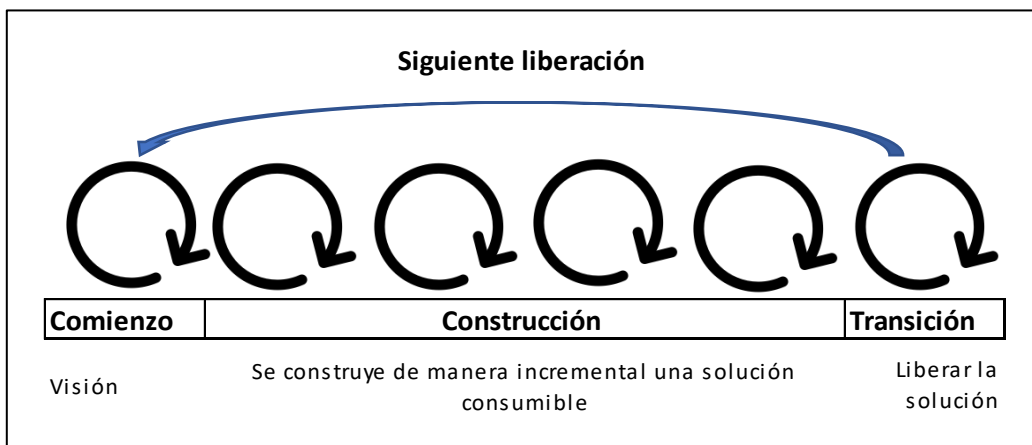 Siguiente liberación
Comienzo
Construcción
Transición
Visión
Se construye de manera incremental una solución
consumible
Liberar la
solución